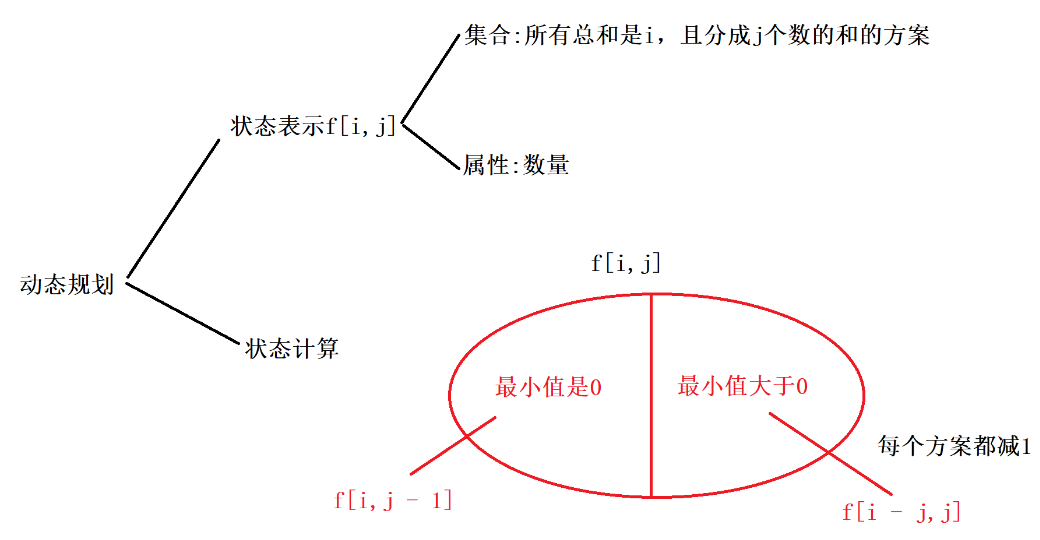 集合:所有总和是i，且分成j个数的和的方案
状态表示f[i,j]
属性:数量
f[i,j]
动态规划
状态计算
最小值是0
最小值大于0
每个方案都减1
f[i,j - 1]
f[i - j,j]